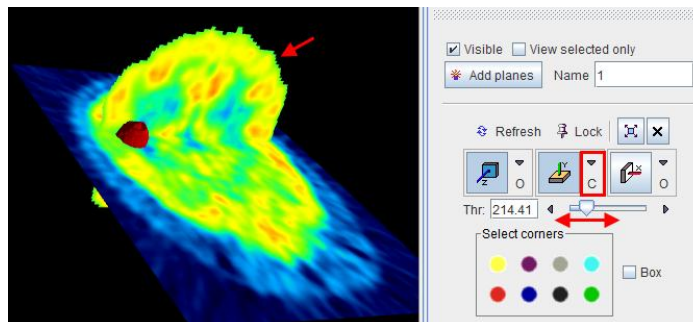 Visible View selected only
Add planes Name 1
Refresh Lock
Z O Y C X O
Thr: 214.41
Select corners
Box